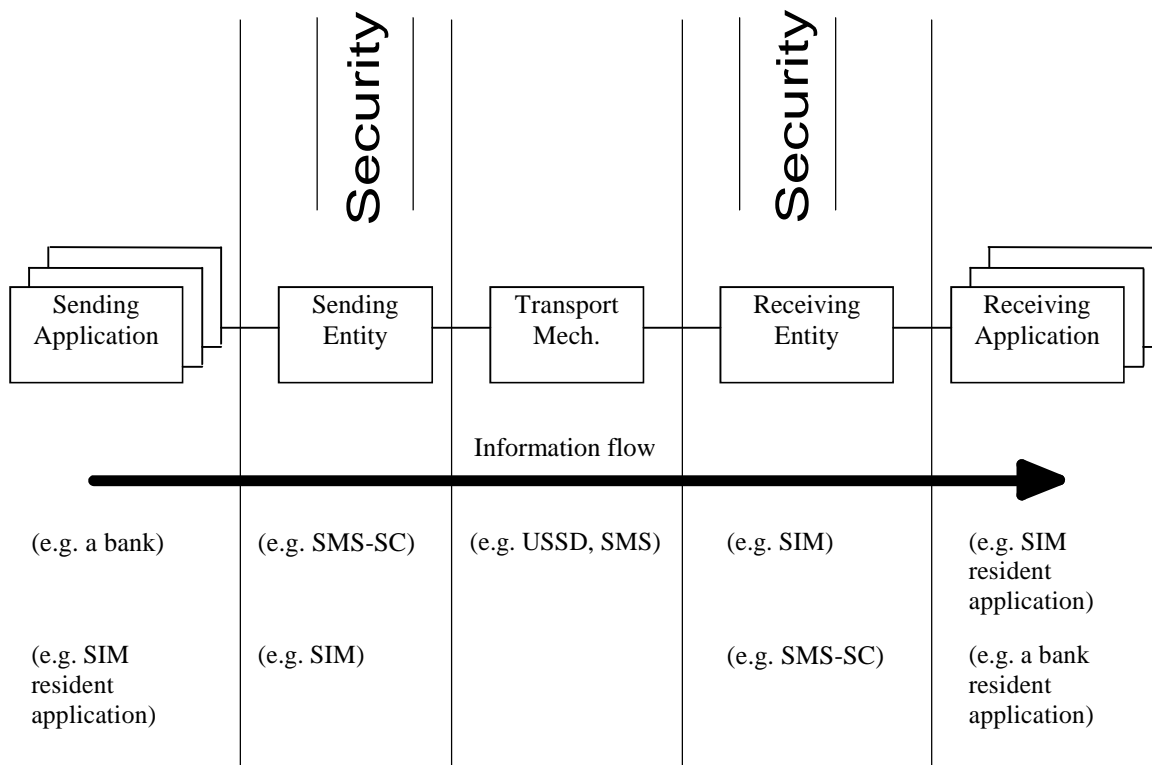 Security
Security
Sending
Application
Sending
Entity
Transport
Mech.
Receiving
Entity
Receiving
Application
Information flow
(e.g. a bank)
(e.g. SMS-SC)
(e.g. USSD, SMS)
(e.g. SIM)
(e.g. SIM
resident
application)
(e.g. SIM
resident
application)
(e.g. SIM)
(e.g. SMS-SC)
(e.g. a bank
resident
application)